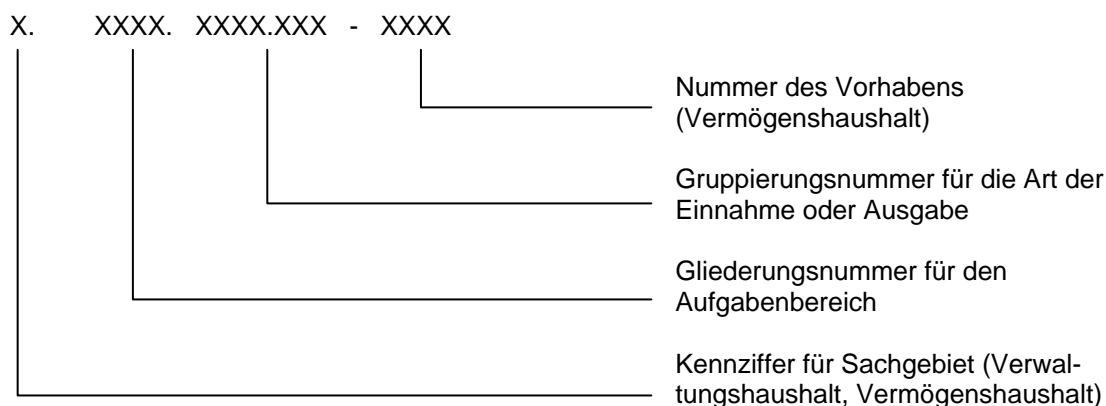 X. XXXX. XXXX.XXX - XXXX
Nummer des Vorhabens
(Vermögenshaushalt)
Gruppierungsnummer für die Art der
Einnahme oder Ausgabe
Gliederungsnummer für den
Aufgabenbereich
Kennziffer für Sachgebiet (Verwal-
tungshaushalt, Vermögenshaushalt)